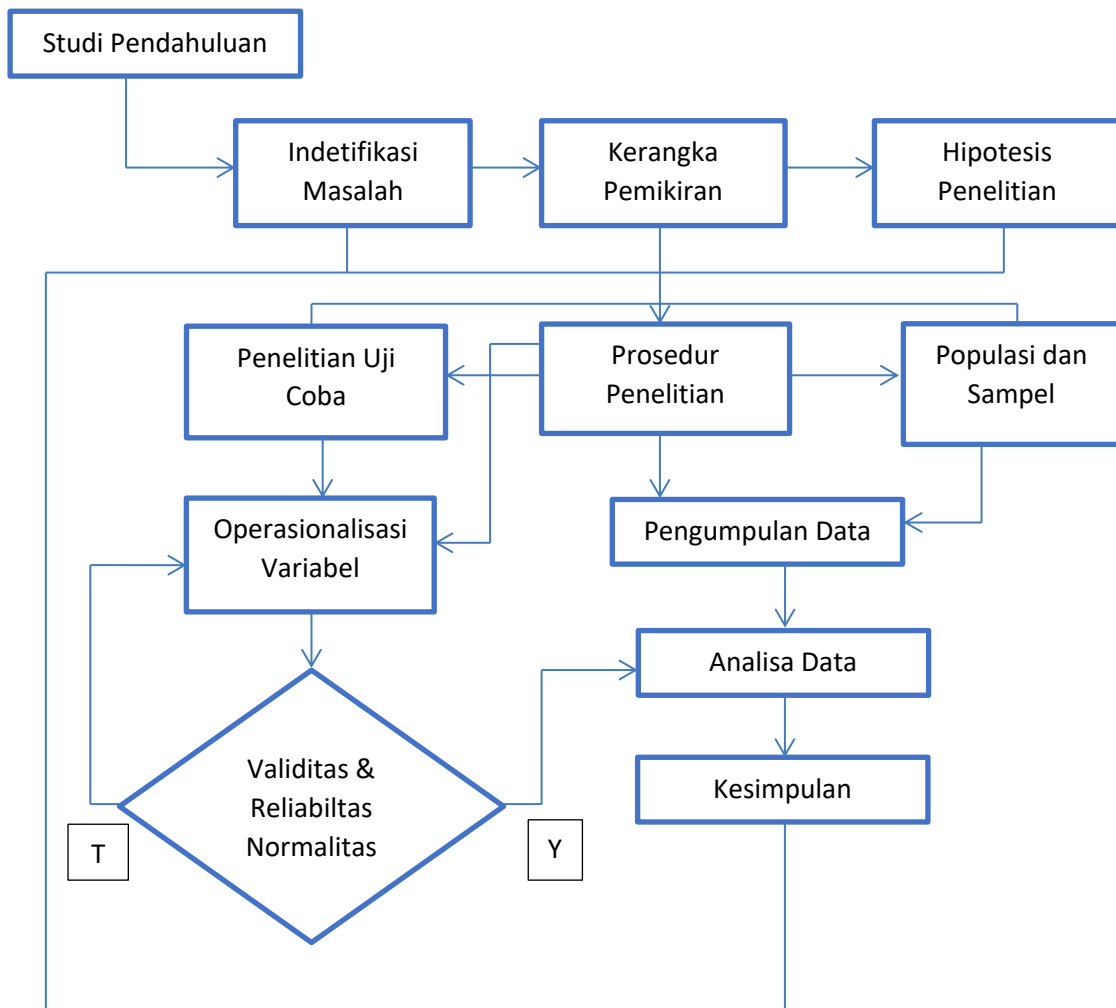 Studi Pendahuluan
Indetifikasi
Masalah
Kerangka
Pemikiran
Hipotesis
Penelitian
Penelitian Uji
Coba
Prosedur
Penelitian
Populasi dan
Sampel
Operasionalisasi
Variabel
Pengumpulan Data
Analisa Data
Validitas &
Reliabiltas
Normalitas
Kesimpulan
T
Y